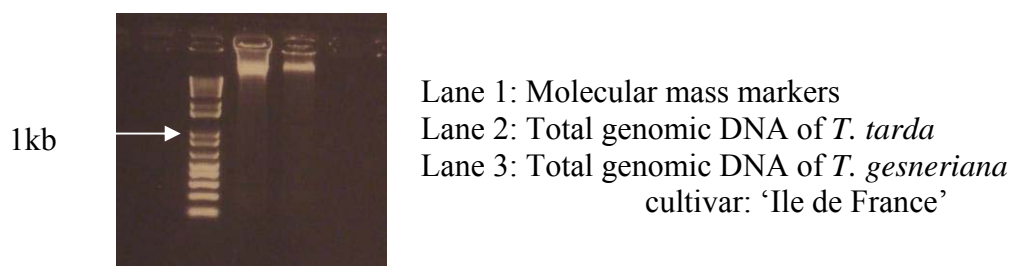 1kb
Lane 1: Molecular mass markers
Lane 2: Total genomic DNA of T. tarda
Lane 3: Total genomic DNA of T. gesneriana
cultivar: ‘Ile de France’